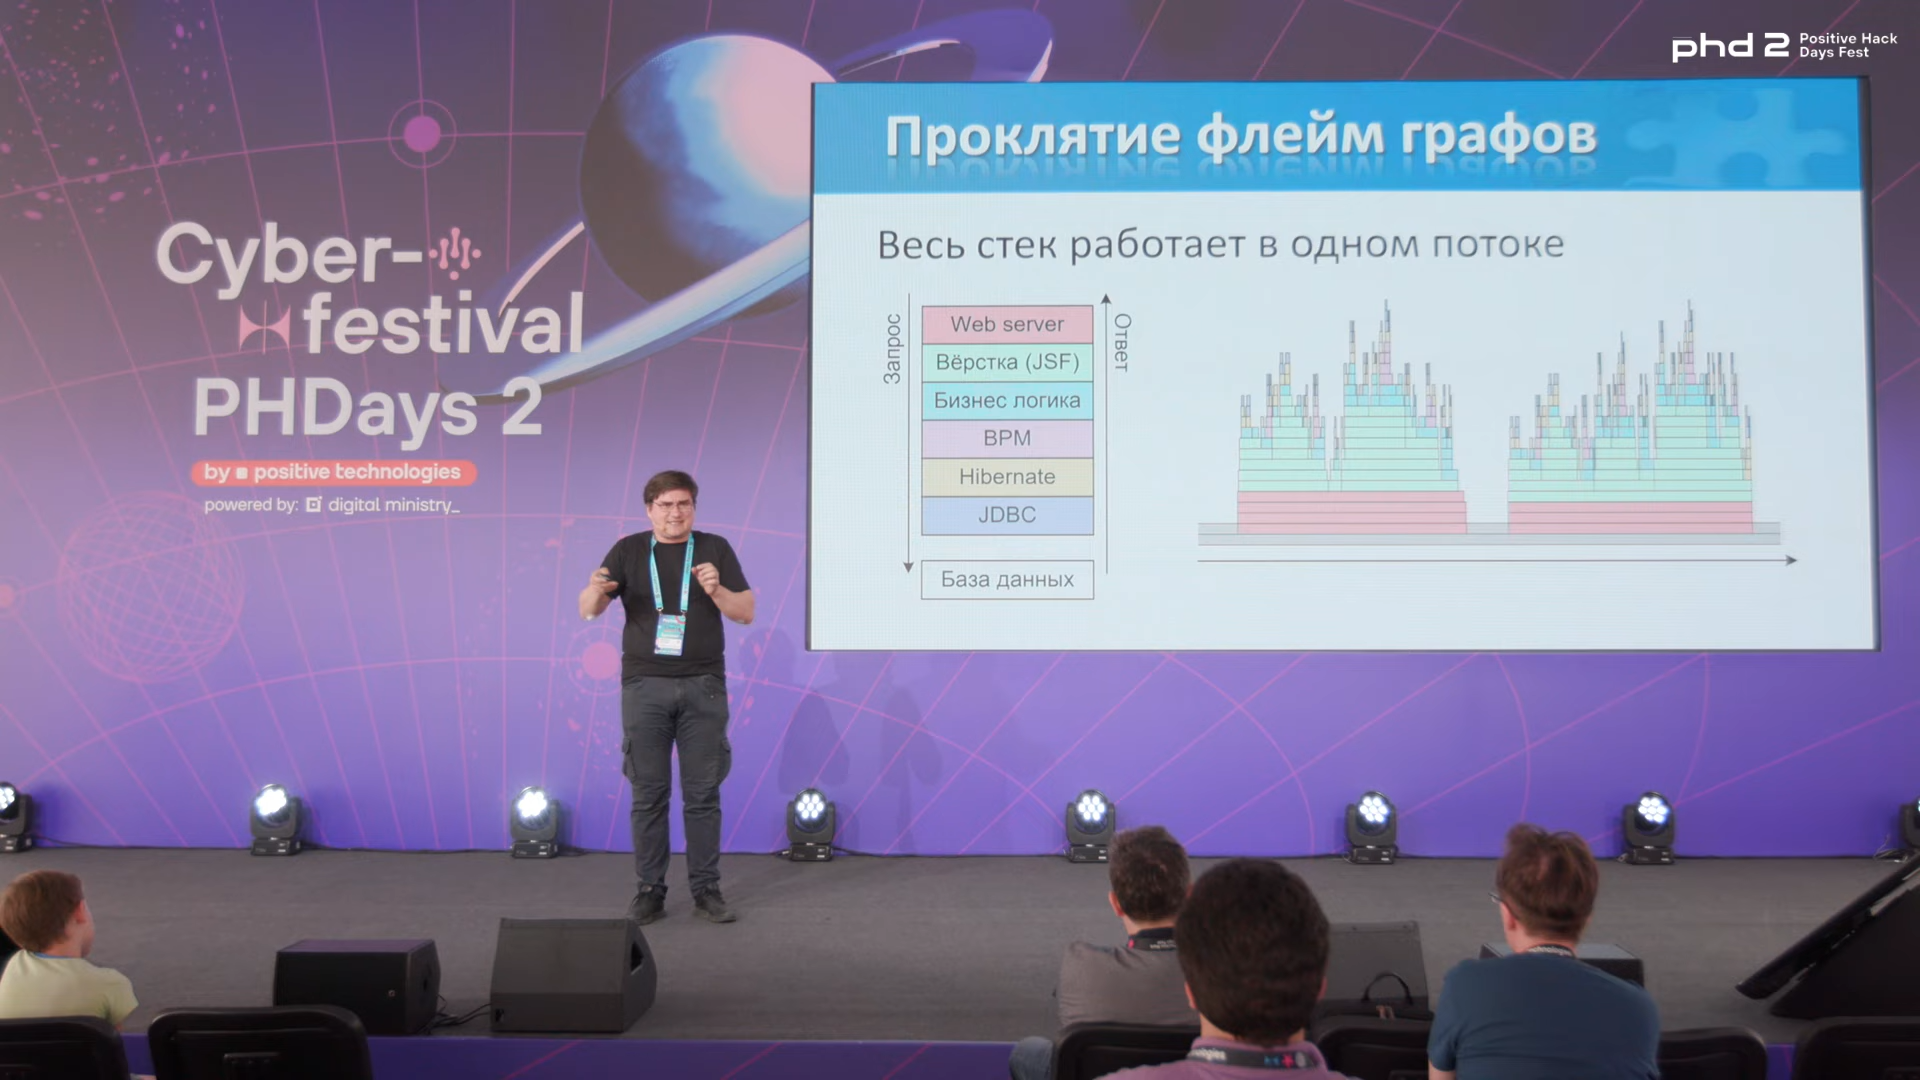 phd 2 Positive Hack
Days Fest
Cyber-
festival
PHDays 2
by positive technologies
powered by: digital ministry_
Проклятие флейм графов
Весь стек работает в одном потоке
Запрос
Web server
Вёрстка (JSF)
Бизнес логика
BPM
Hibernate
JDBC
База данных
Ответ